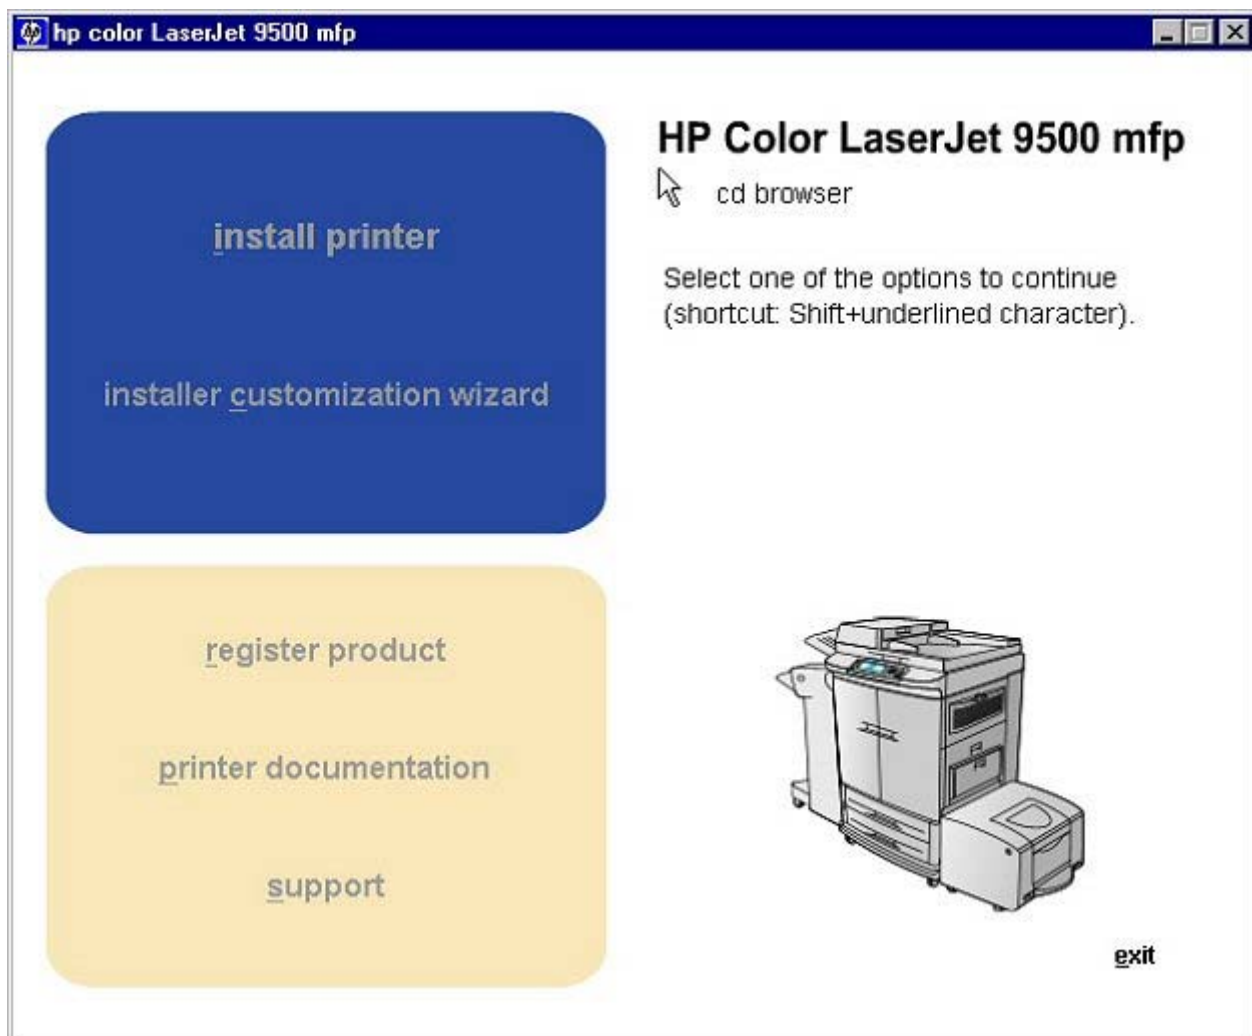 hp color LaserJet 9500 mfp
install printer
installer customization wizard
register product
printer documentation
support
HP Color LaserJet 9500 mfp
cd browser
Select one of the options to continue
(shortcut: Shift+underlined character).
exit